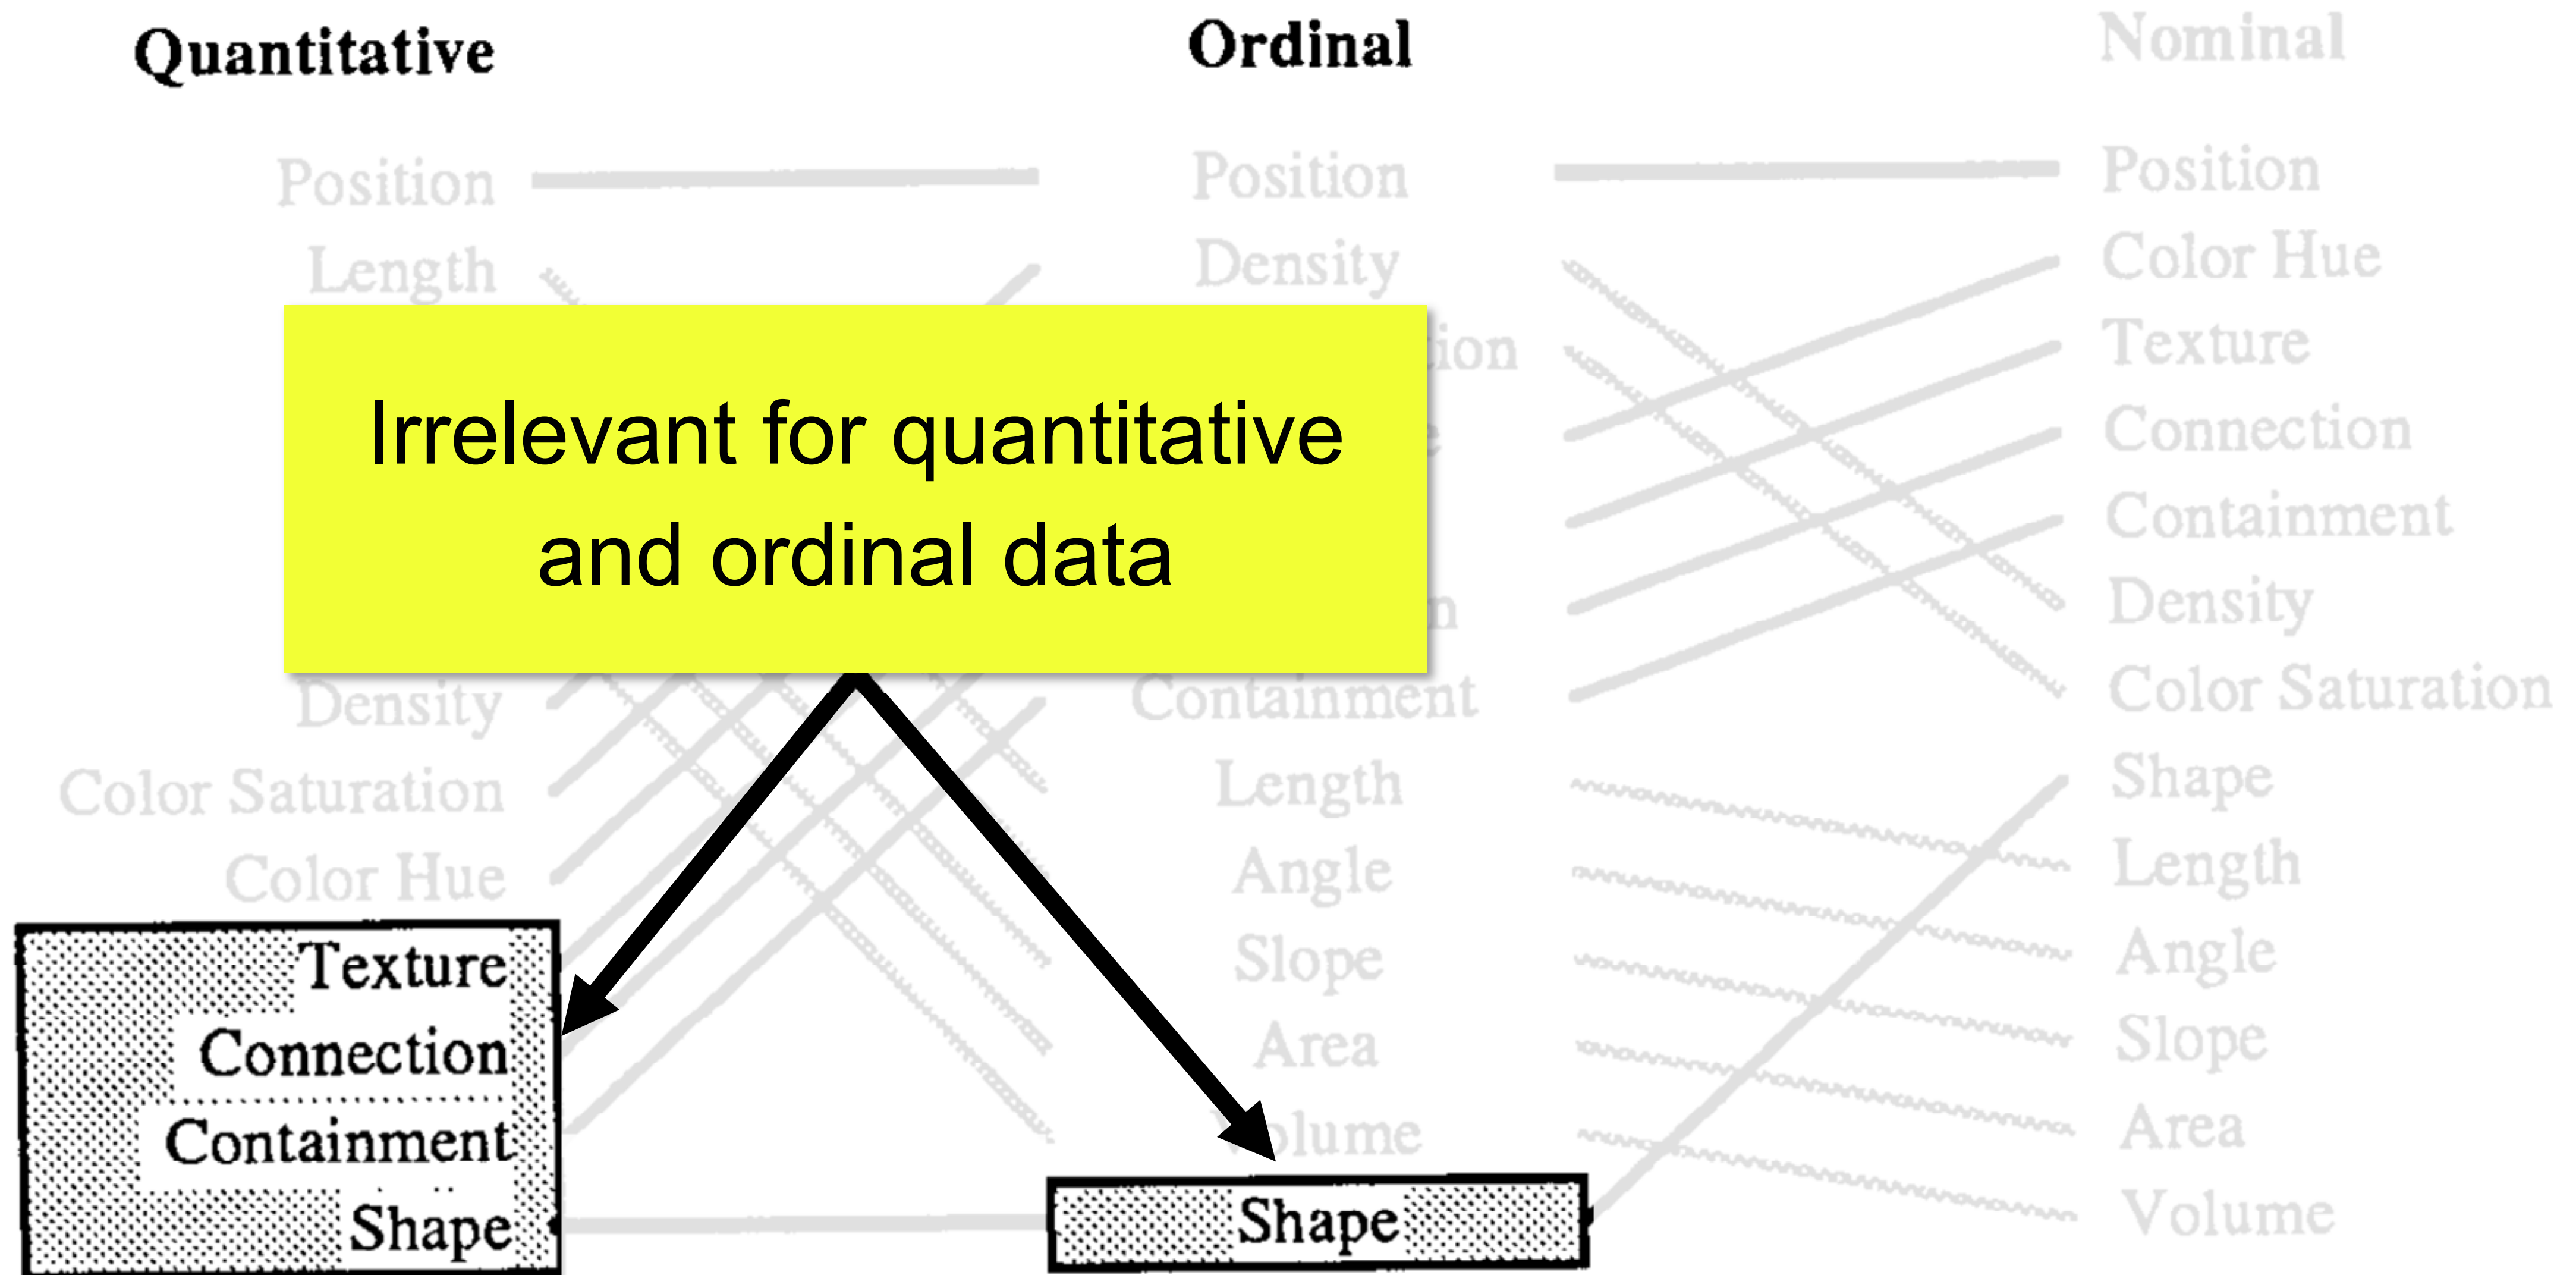 Quantitative
Ordinal
Nominal
Position
Length
Density
Color Saturation
Color Hue
Texture
Connection
Containment
Shape
Irrelevant for quantitative
and ordinal data
Position
Density
Containment
Length
Angle
Slope
Area
Volume
Shape
Position
Color Hue
Texture
Connection
Containment
Density
Color Saturation
Shape
Length
Angle
Slope
Area
Volume